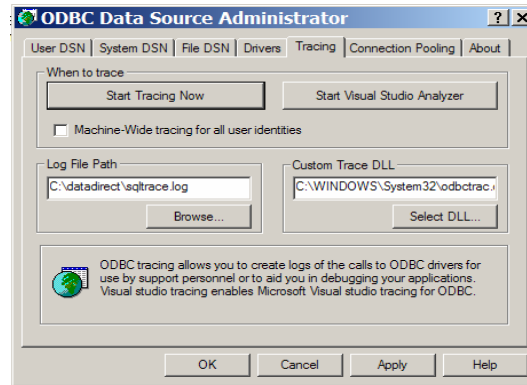 ODBC Data Source Administrator
User DSN System DSN File DSN Drivers Tracing Connection Pooling About
When to trace
Start Tracing Now Start Visual Studio Analyzer
Machine-Wide tracing for all user identities
Log File Path Custom Trace DLL
C:\datadirect\sqltrace.log C:\WINDOWS\System32\odbctrac.
Browse... Select DLL...
ODBC tracing allows you to create logs of the calls to ODBC drivers for
use by support personnel or to aid you in debugging your applications.
Visual studio tracing enables Microsoft Visual studio tracing for ODBC.
OK Cancel Apply Help